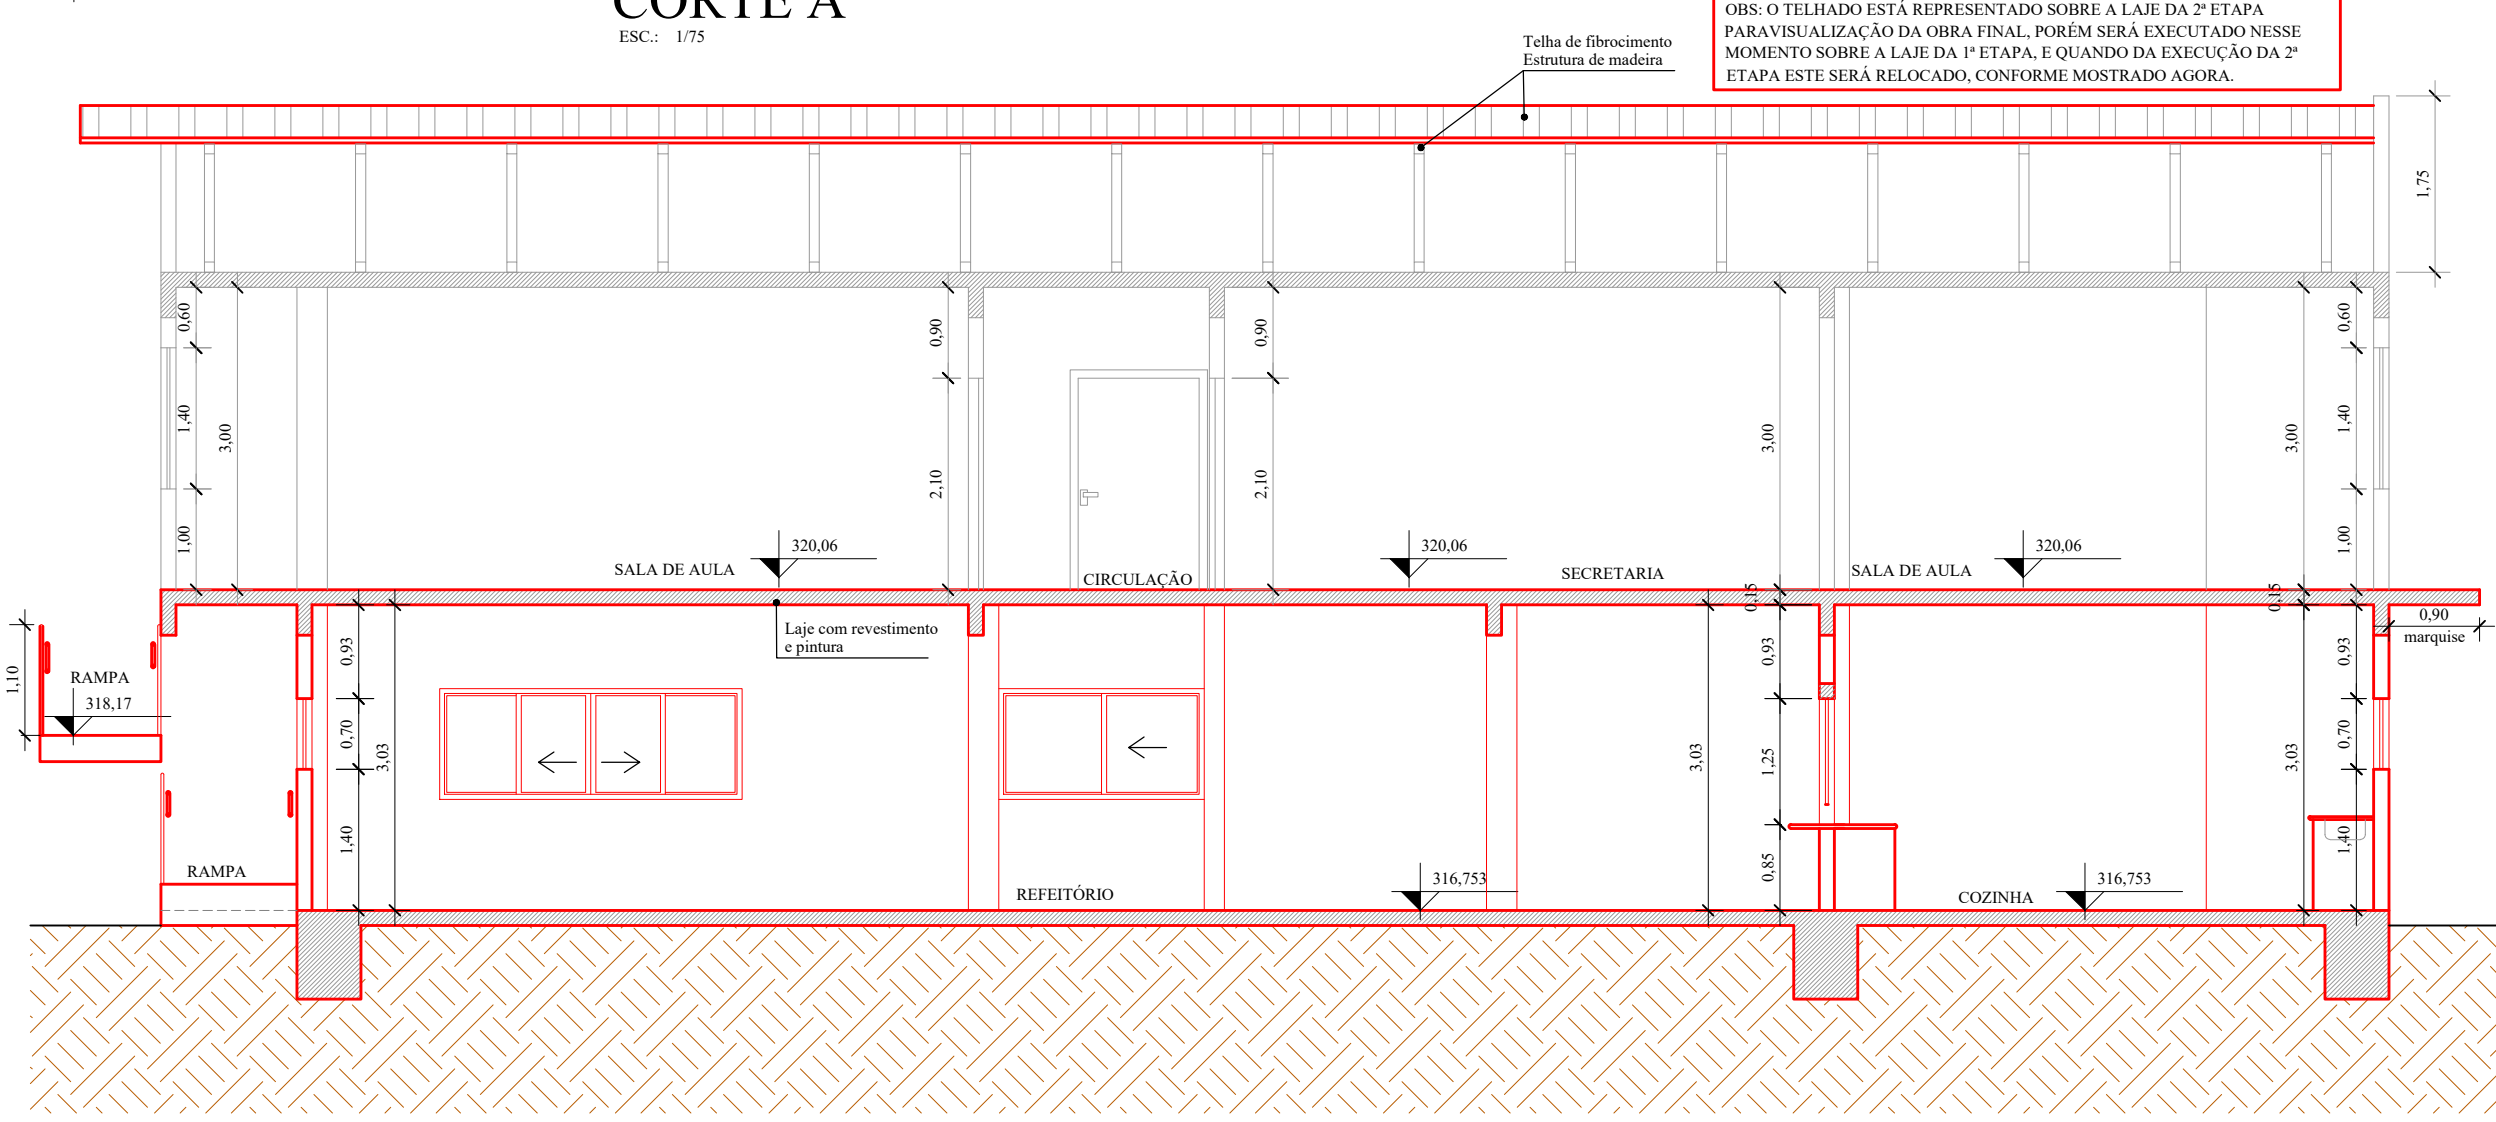 CORTE A
ESC.: 1/75
OBS: O TELHADO ESTÁ REPRESENTADO SOBRE A LAJE DA 2ª ETAPA
PARAVISUALIZAÇÃO DA OBRA FINAL, PORÉM SERÁ EXECUTADO NESSE
MOMENTO SOBRE A LAJE DA 1ª ETAPA, E QUANDO DA EXECUÇÃO DA 2ª
ETAPA ESTE SERÁ RELOCADO, CONFORME MOSTRADO AGORA.
Telha de fibrocimento
Estrutura de madeira
1,75
0,60
0,90
0,90
0,60
1,40
3,00
2,10
2,10
3,00
3,00
1,40
1,00
1,00
320,06
320,06
320,06
SALA DE AULA
CIRCULAÇÃO
SECRETARIA
SALA DE AULA
0,15
0,15
0,90
marquise
Laje com revestimento
e pintura
1,10
RAMPA
318,17
0,93
0,93
0,93
0,70
3,03
3,03
1,25
3,03
0,70
1,40
0,85
1,40
RAMPA
REFEITÓRIO
316,753
COZINHA
316,753